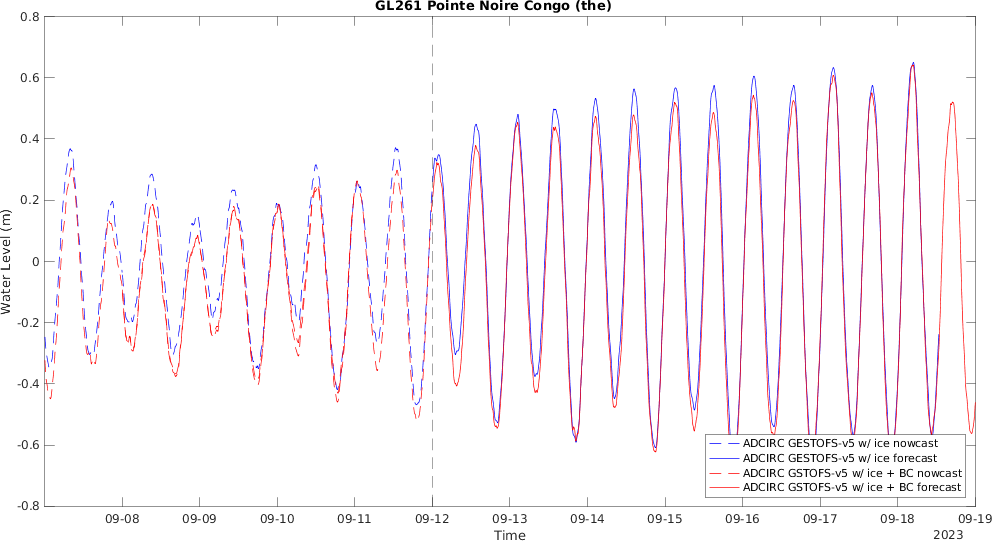 GL261 Pointe Noire Congo (the)
0.8
0.6
0.4
0.2
0
-0.2
-0.4
-0.6
-0.8
Water Level (m)
ADCIRC GESTOFS-v5 w/ ice nowcast
ADCIRC GESTOFS-v5 w/ ice forecast
ADCIRC GSTOFS-v5 w/ ice + BC nowcast
ADCIRC GSTOFS-v5 w/ ice + BC forecast
09-08 09-09 09-10 09-11 09-12 09-13 09-14 09-15 09-16 09-17 09-18 09-19
Time
2023